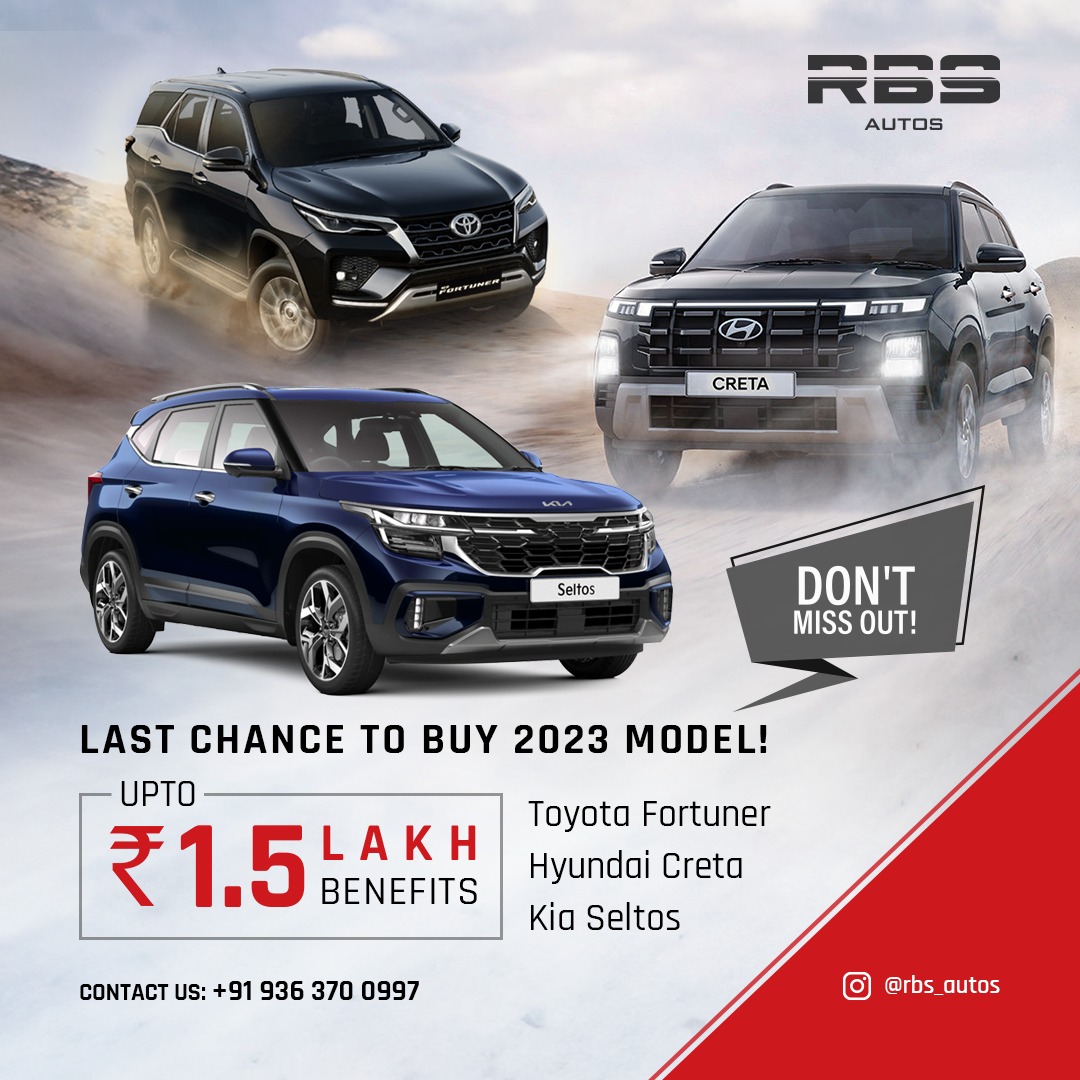 RBS
AUTOS
FORTUNER
CRETA
KIA
Seltos
DON'T
MISS OUT!
LAST CHANCE TO BUY 2023 MODEL!
UPTO
₹1.5 LAKH
BENEFITS
Toyota Fortuner
Hyundai Creta
Kia Seltos
CONTACT US: +91 936 370 0997
@rbs_autos